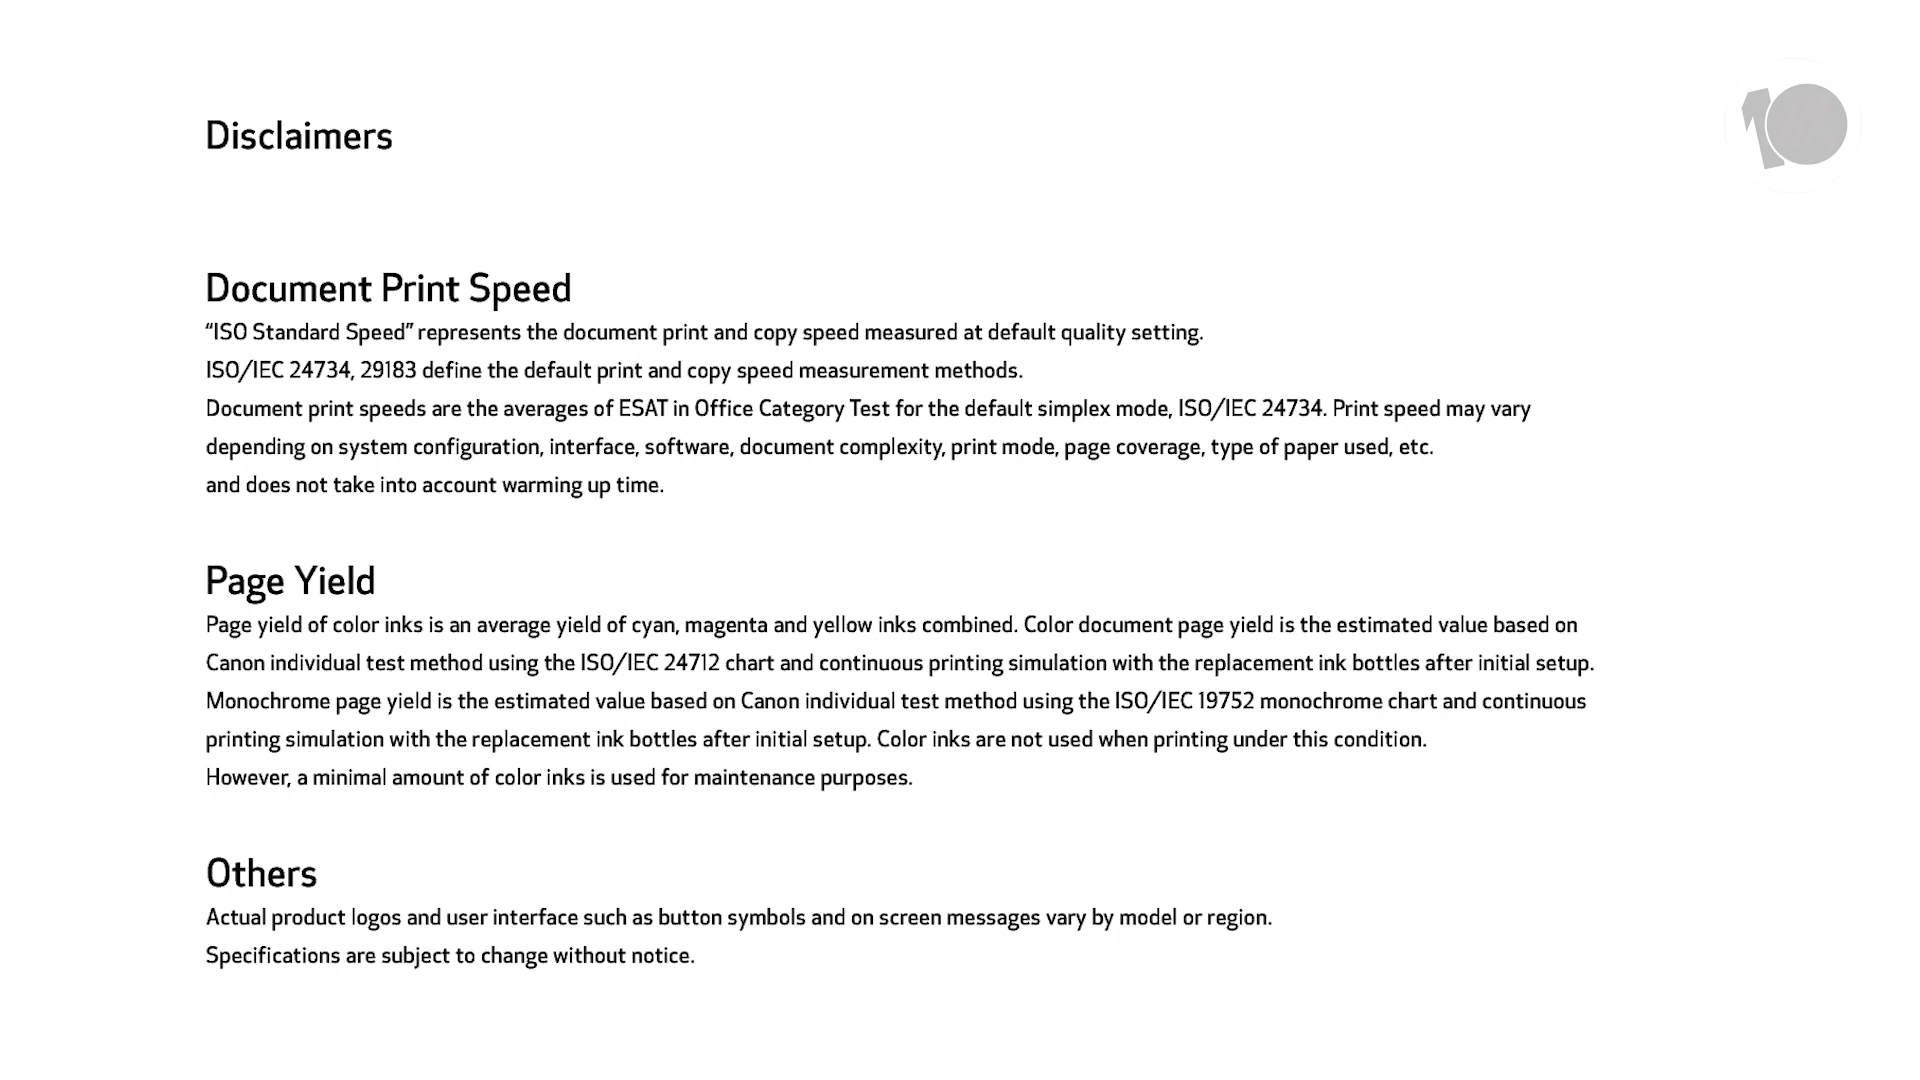 Disclaimers
Document Print Speed
“ISO Standard Speed” represents the document print and copy speed measured at default quality setting.
ISO/IEC 24734, 29183 define the default print and copy speed measurement methods.
Document print speeds are the averages of ESAT in Office Category Test for the default simplex mode, ISO/IEC 24734. Print speed may vary
depending on system configuration, interface, software, document complexity, print mode, page coverage, type of paper used, etc.
and does not take into account warming up time.
Page Yield
Page yield of color inks is an average yield of cyan, magenta and yellow inks combined. Color document page yield is the estimated value based on
Canon individual test method using the ISO/IEC 24712 chart and continuous printing simulation with the replacement ink bottles after initial setup.
Monochrome page yield is the estimated value based on Canon individual test method using the ISO/IEC 19752 monochrome chart and continuous
printing simulation with the replacement ink bottles after initial setup. Color inks are not used when printing under this condition.
However, a minimal amount of color inks is used for maintenance purposes.
Others
Actual product logos and user interface such as button symbols and on screen messages vary by model or region.
Specifications are subject to change without notice.